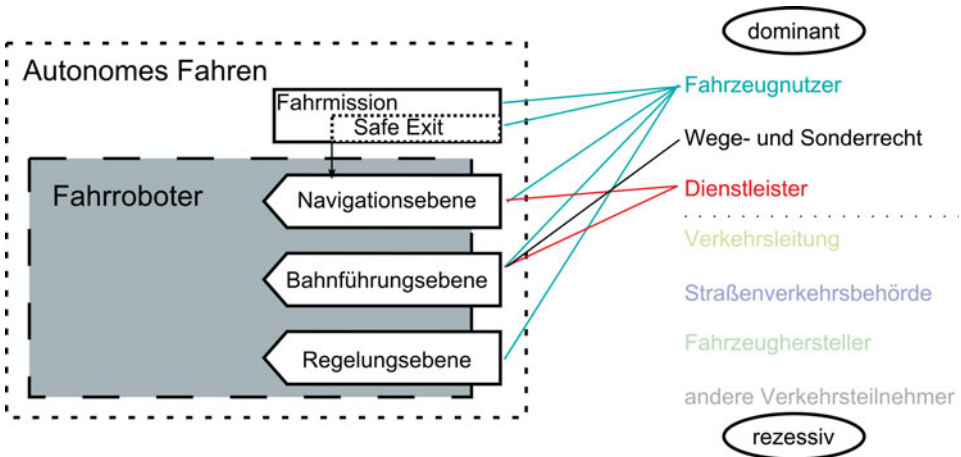 dominant
Autonomes Fahren
Fahrmission
Safe Exit
Fahrroboter
Navigationsebene
Bahnführungsebene
Regelungsebene
Fahrzeugnutzer
Wege- und Sonderrecht
Dienstleister
Verkehrsleitung
Straßenverkehrsbehörde
Fahrzeughersteller
andere Verkehrsteilnehmer
rezessiv